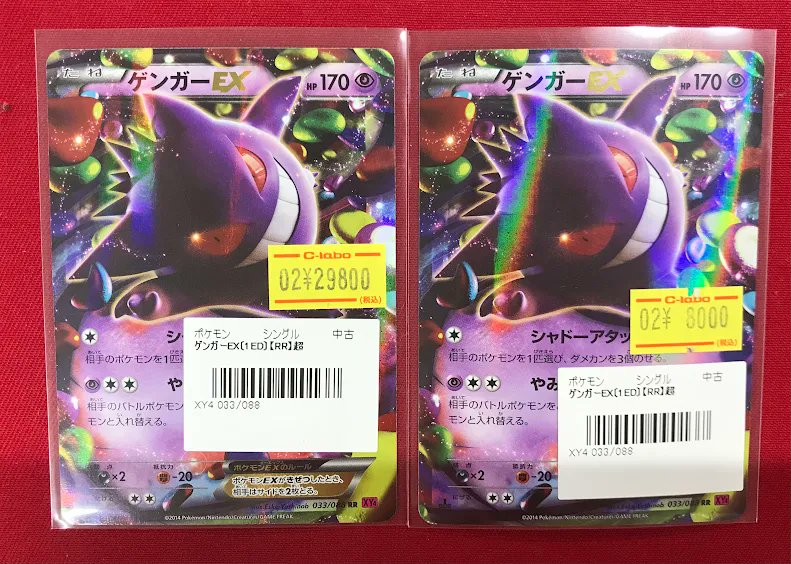 たね ゲンガーEX HP 170
C-labo
02¥29800
(税込)
ポケモン シングル 中古
ゲンガーEX[1ED]【RR】超
XY4 033/088
相手のポケモンを1匹
相手のバトルポケモン
モンと入れ替える。
×2 抵抗力 -20
ポケモンEXのルール
ポケモンEXがきぜつしたとき、
相手はサイドを2枚とる。
033/088 RR XY4
©2014 Pokémon/Nintendo/Creatures/GAME FREAK.
たね ゲンガーEX HP 170
C-labo
02¥ 8000
(税込)
シャドーアタッ
相手のポケモンを1匹選び、ダメカンを3個のせる。
ポケモン シングル 中古
ゲンガーEX[1ED]【RR】超
XY4 033/088
やみ
相手のバトルポケモンを
モンと入れ替える。
×2 抵抗力 -20
033/088 RR XY4
©2014 Pokémon/Nintendo/Creatures/GAME FREAK.